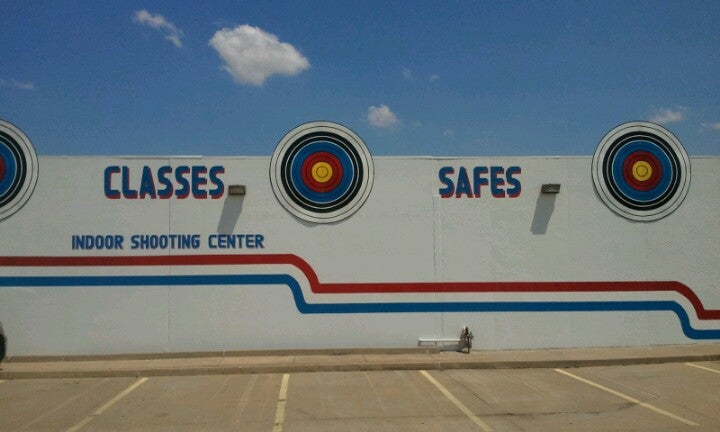 CLASSES
SAFES
INDOOR SHOOTING CENTER